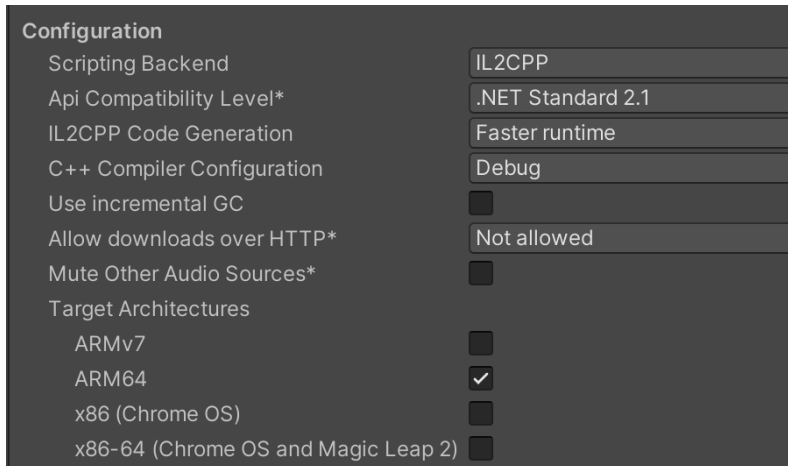 Configuration
Scripting Backend IL2CPP
Api Compatibility Level* .NET Standard 2.1
IL2CPP Code Generation Faster runtime
C++ Compiler Configuration Debug
Use incremental GC
Allow downloads over HTTP* Not allowed
Mute Other Audio Sources*
Target Architectures
ARMv7
ARM64
x86 (Chrome OS)
x86-64 (Chrome OS and Magic Leap 2)